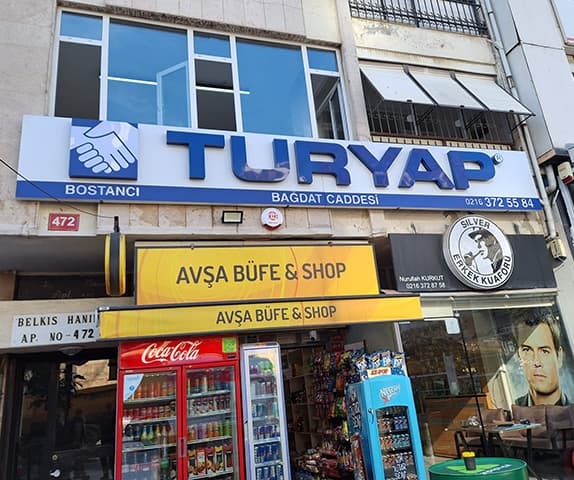 TURYAP®
BOSTANCI
BAGDAT CADDESİ
0216 372 55 84
472
SILVER
ERKEK KUAFÖRÜ
Nurullah KURKUT
0216 372 87 58
AVŞA BÜFE & SHOP
AVŞA BÜFE & SHOP
BELKIS HANI
AP. NO-472
Coca-Cola